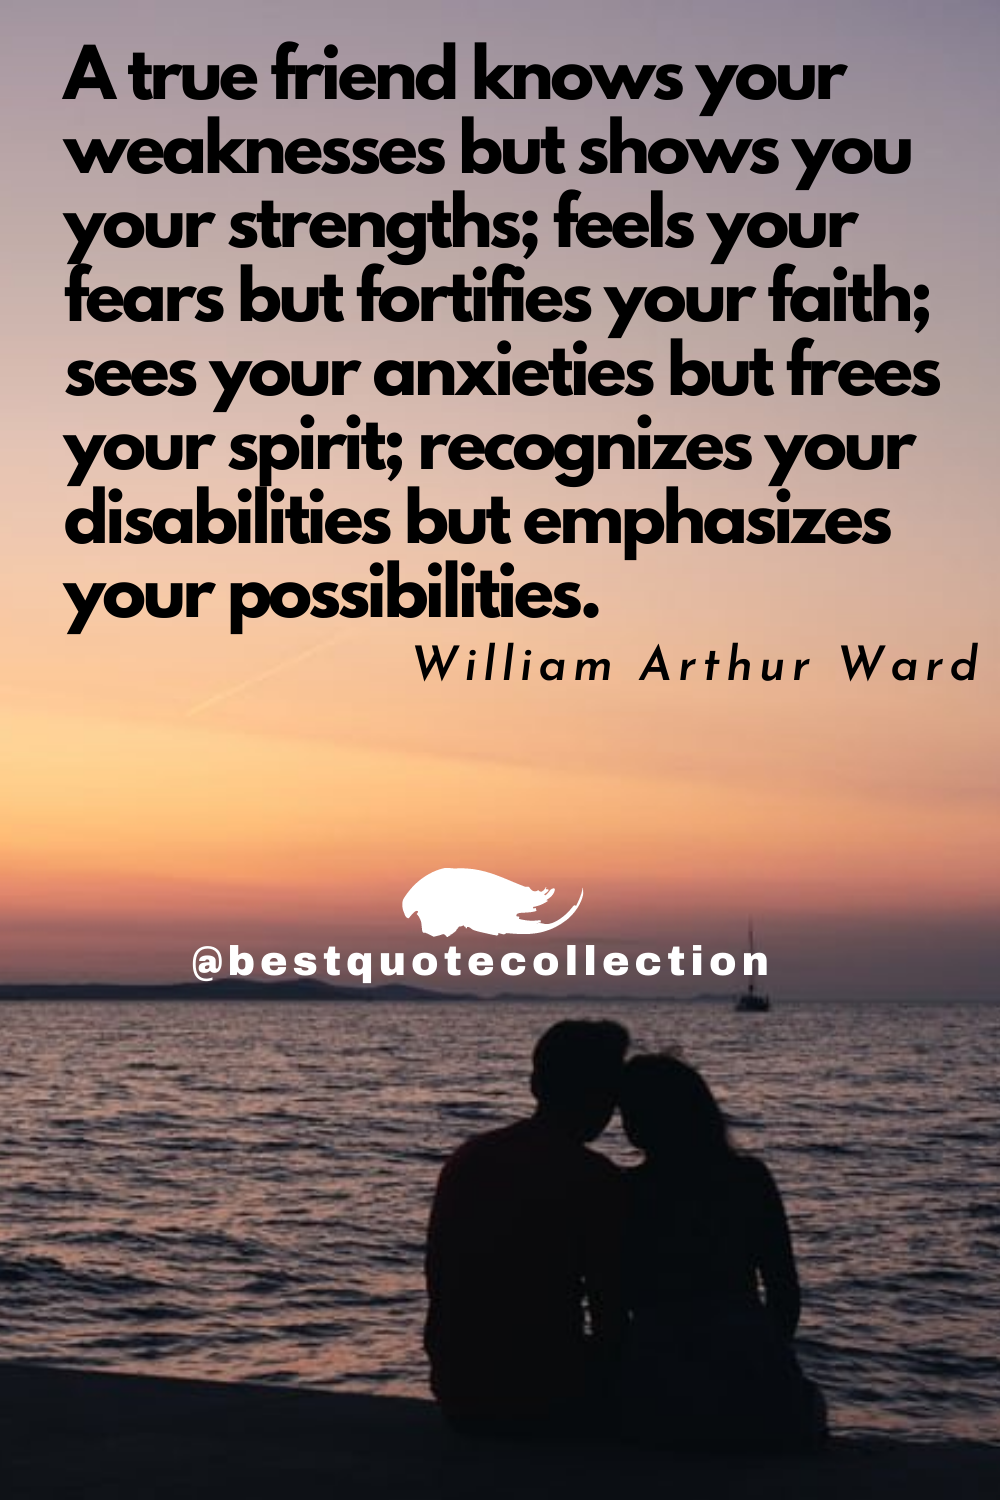 A true friend knows your
weaknesses but shows you
your strengths; feels your
fears but fortifies your faith;
sees your anxieties but frees
your spirit; recognizes your
disabilities but emphasizes
your possibilities.
William Arthur Ward
@bestquotecollection